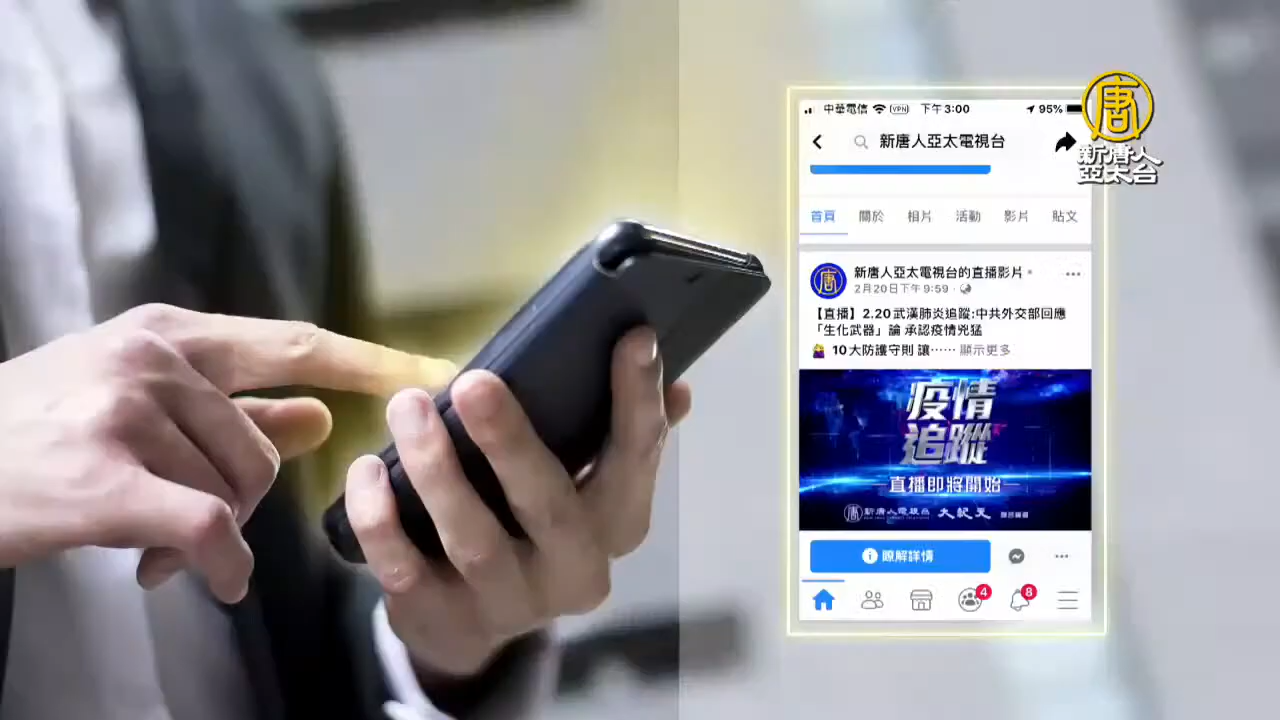 中華電信 VPN 下午3:00 95%
新唐人亞太電視台
首頁 關於 相片 活動 影片 貼文
新唐人亞太電視台的直播影片。
2月20日下午9:59 ·
【直播】2.20武漢肺炎追蹤:中共外交部回應
「生化武器」論 承認疫情兇猛
10大防護守則 讓…… 顯示更多
疫情
追蹤
直播即將開始
新唐人電視台 大紀元
瞭解詳情
4 8
唐
新唐人
亞太台